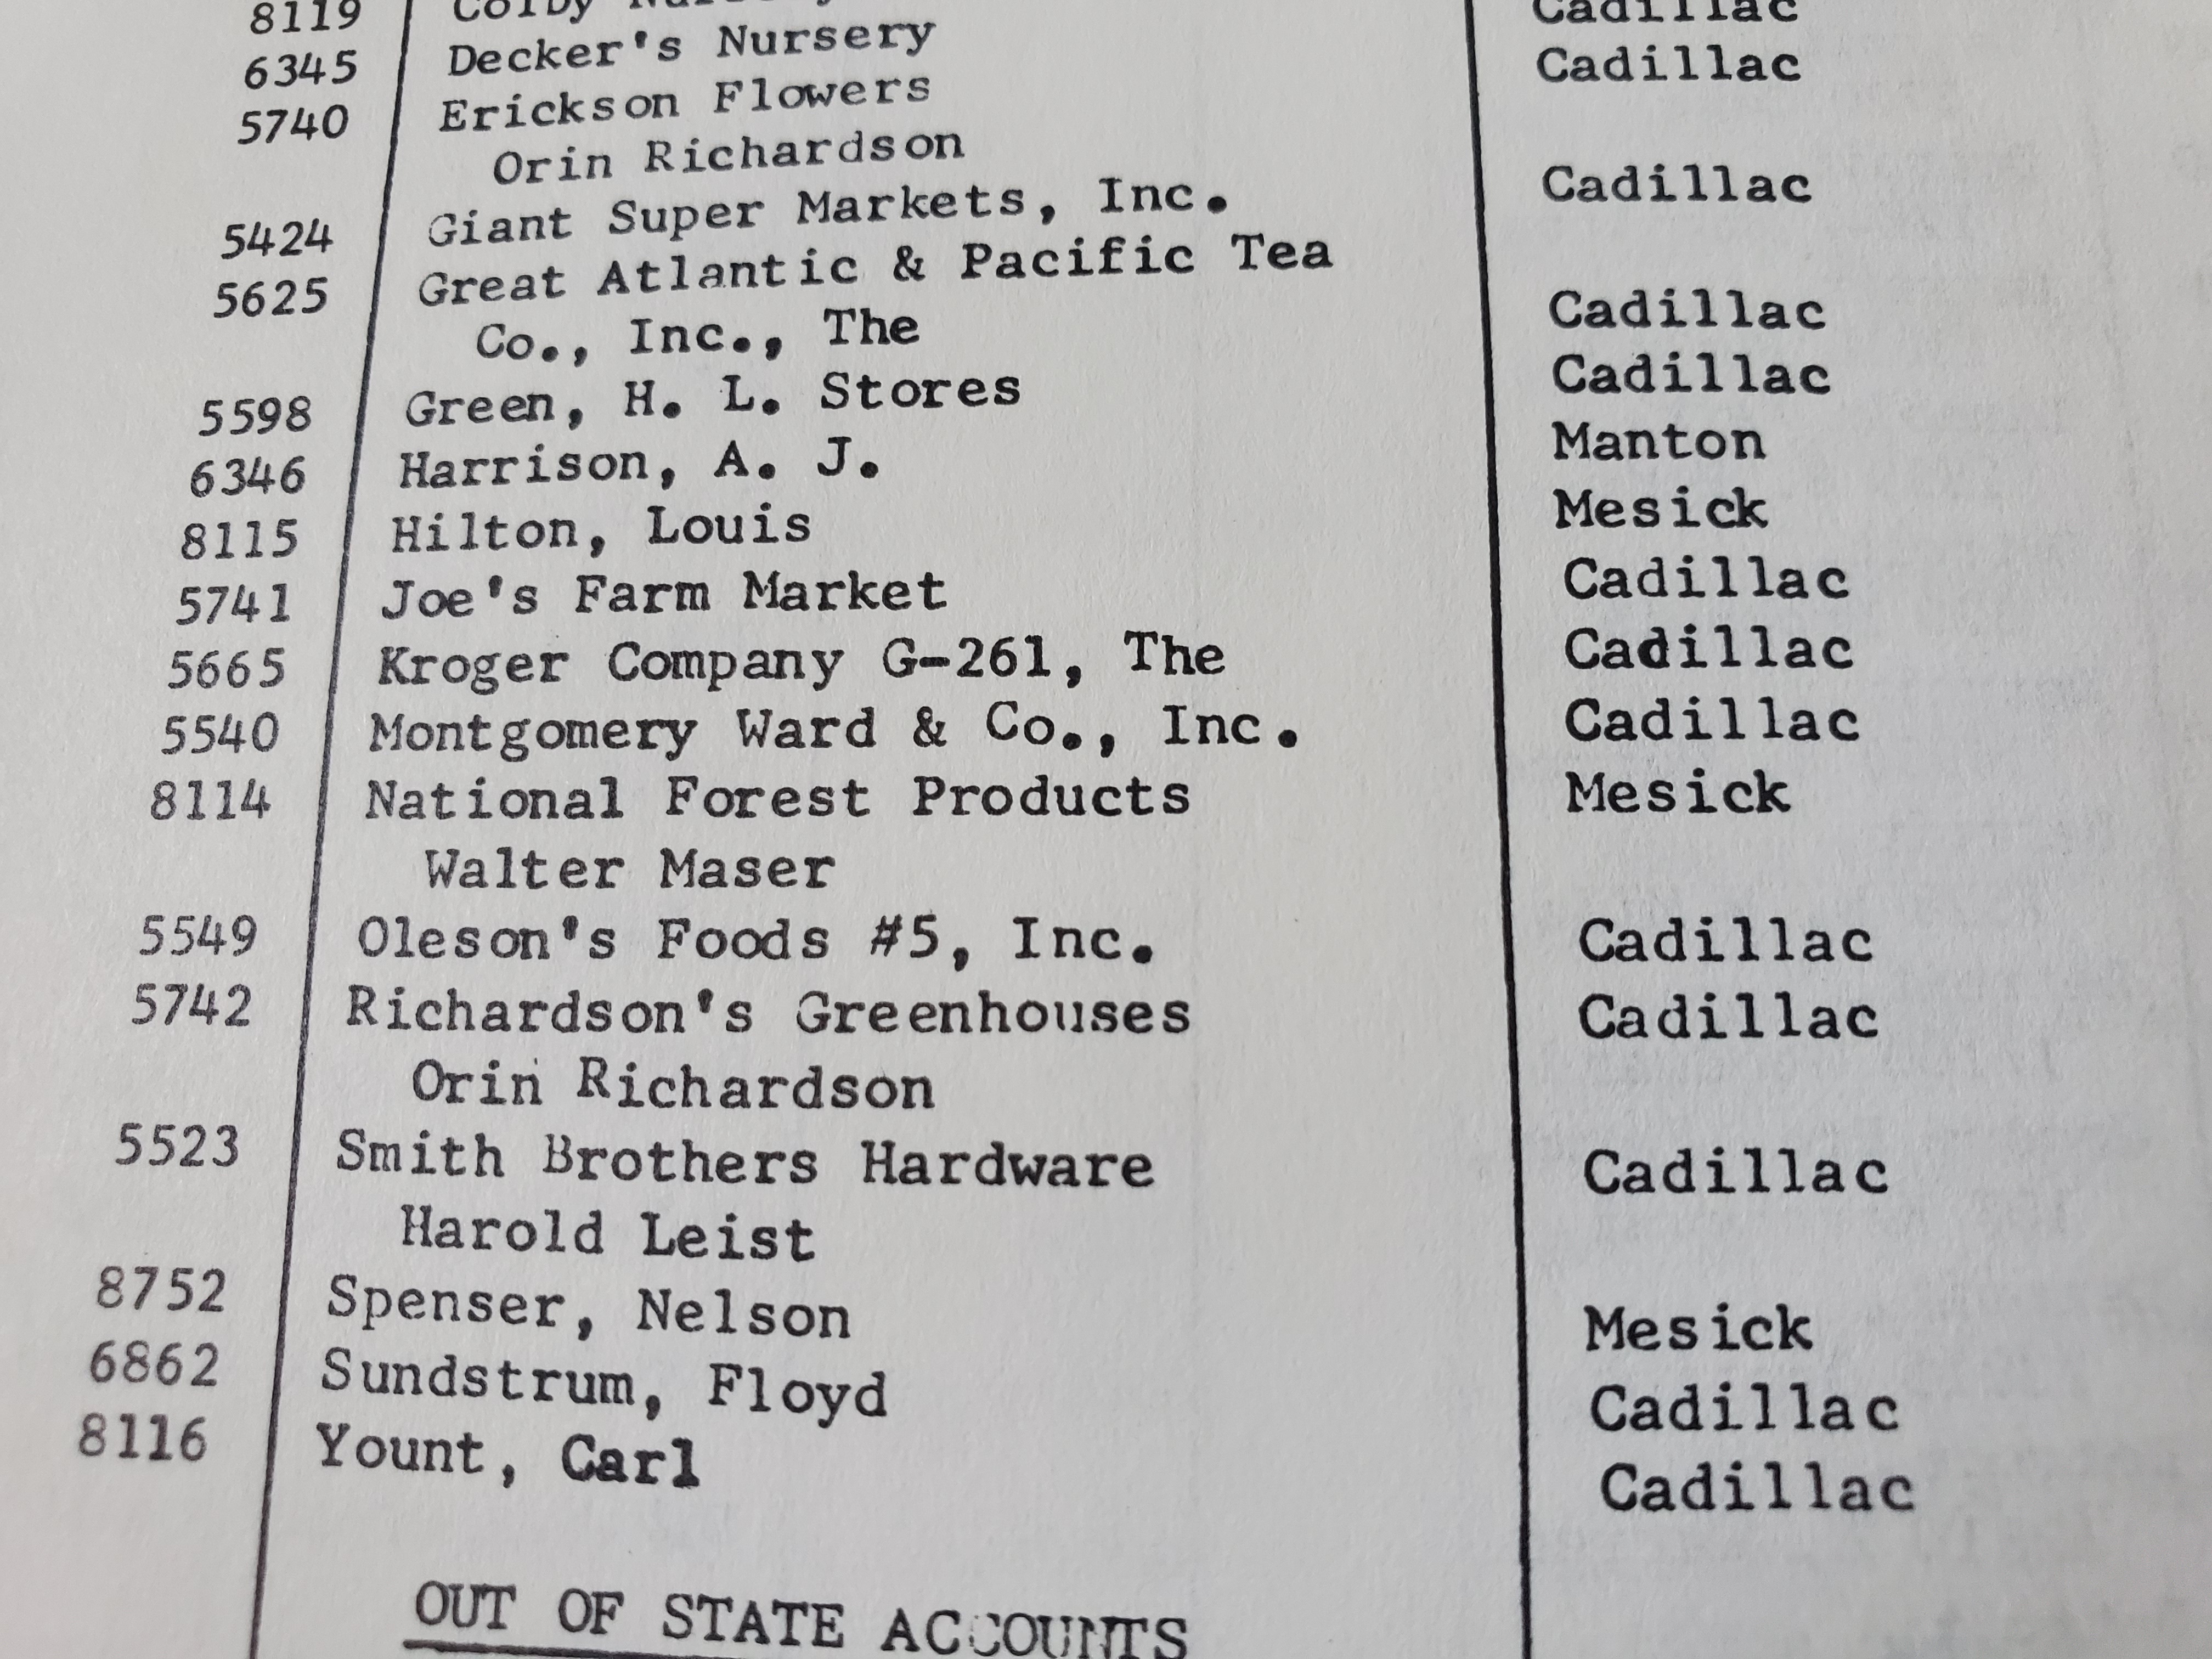 8119 Colby Nursery
6345 Decker's Nursery Cadillac
5740 Erickson Flowers Cadillac
Orin Richardson
5424 Giant Super Markets, Inc. Cadillac
5625 Great Atlantic & Pacific Tea
Co., Inc., The Cadillac
5598 Green, H. L. Stores Cadillac
6346 Harrison, A. J. Manton
8115 Hilton, Louis Mesick
5741 Joe's Farm Market Cadillac
5665 Kroger Company G-261, The Cadillac
5540 Montgomery Ward & Co., Inc. Cadillac
8114 National Forest Products Mesick
Walter Maser
5549 Oleson's Foods #5, Inc. Cadillac
5742 Richardson's Greenhouses Cadillac
Orin Richardson
5523 Smith Brothers Hardware Cadillac
Harold Leist
8752 Spenser, Nelson Mesick
6862 Sundstrum, Floyd Cadillac
8116 Yount, Carl Cadillac
OUT OF STATE ACCOUNTS